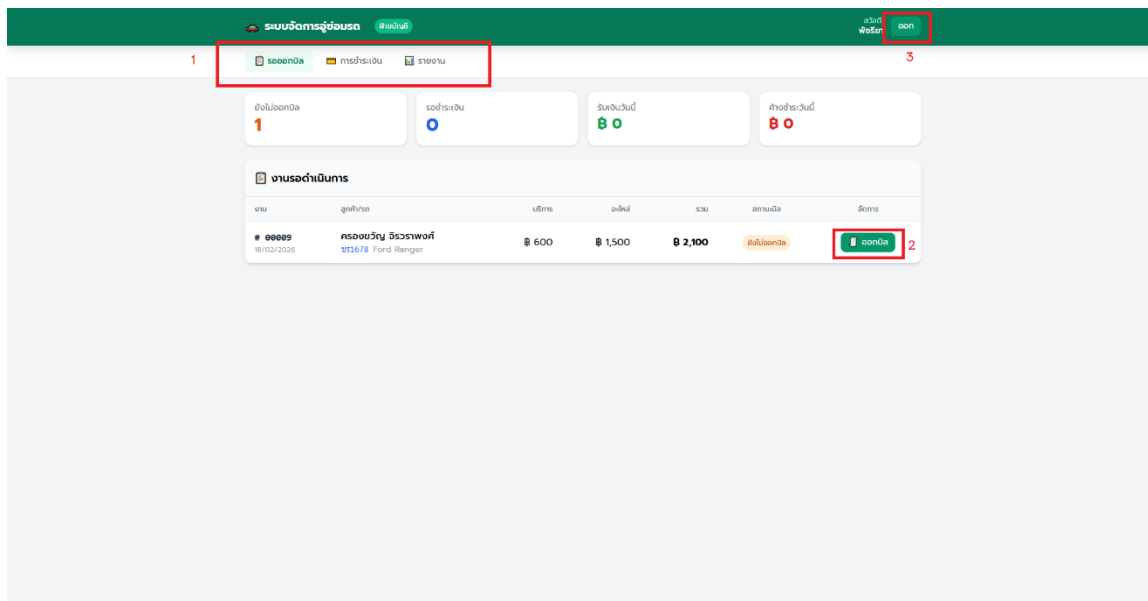 ระบบจัดการอู่ซ่อมรถ ฝ่ายบัญชี
สวัสดี
พัชรียา ออก
1 รอออกบิล การชำระเงิน รายงาน 3
ยังไม่ออกบิล รอชำระเงิน รับเงินวันนี้ ค้างชำระวันนี้
1 0 ฿ 0 ฿ 0
งานรอดำเนินการ
งาน ลูกค้า/รถ บริการ อะไหล่ รวม สถานะบิล จัดการ
# 00009 ครองขวัญ จิรวราพงศ์ ฿ 600 ฿ 1,500 ฿ 2,100 ยังไม่ออกบิล ออกบิล 2
18/02/2026 ชร1678 Ford Ranger